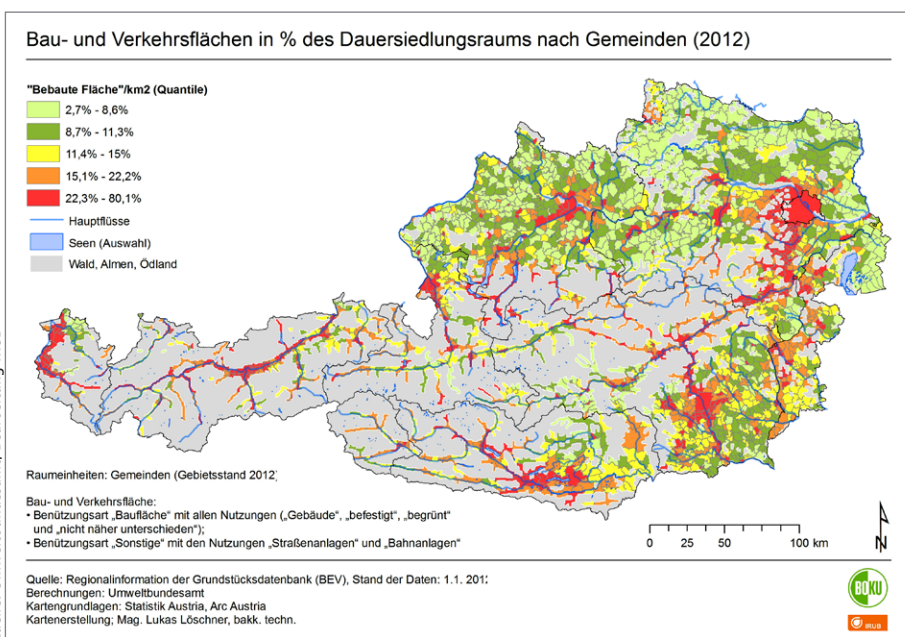 Bau- und Verkehrsflächen in % des Dauersiedlungsraums nach Gemeinden (2012)
"Bebaute Fläche"/km2 (Quantile)
2,7% - 8,6%
8,7% - 11,3%
11,4% - 15%
15,1% - 22,2%
22,3% - 80,1%
Hauptflüsse
Seen (Auswahl)
Wald, Almen, Ödland
Raumeinheiten: Gemeinden (Gebietsstand 2012)
Bau- und Verkehrsfläche:
• Benützungsart „Baufläche“ mit allen Nutzungen („Gebäude“, „befestigt“, „begrünt“
und „nicht näher unterschieden“);
• Benützungsart „Sonstige“ mit den Nutzungen „Straßenanlagen“ und „Bahnanlagen“
0 25 50 100 km
N
Quelle: Regionalinformation der Grundstücksdatenbank (BEV), Stand der Daten: 1.1. 2012
Berechnungen: Umweltbundesamt
Kartengrundlagen: Statistik Austria, Arc Austria
Kartenerstellung; Mag. Lukas Löschner, bakk. techn.
BOKU
IRUB